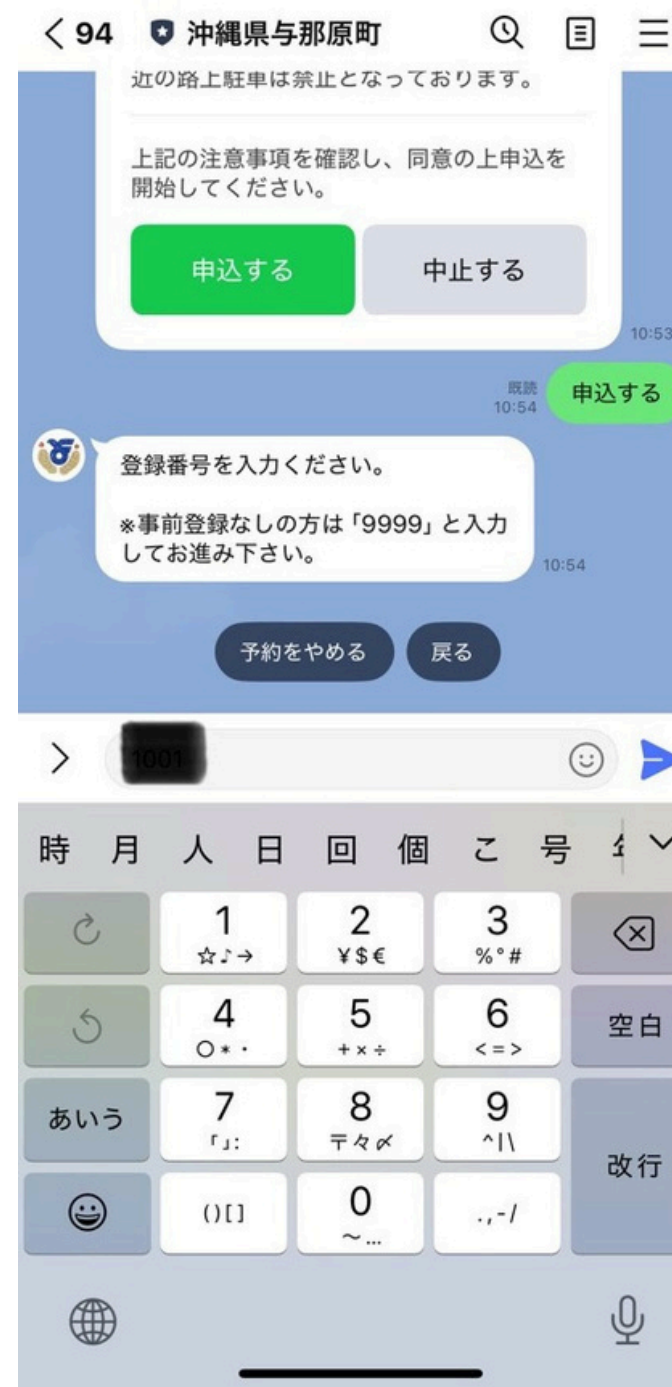 94 沖縄県与那原町
近の路上駐車は禁止となっております。
上記の注意事項を確認し、同意の上申込を
開始してください。
申込する 中止する
10:53
既読
10:54
申込する
登録番号を入力ください。
※事前登録なしの方は「9999」と入力
してお進み下さい。
10:54
予約をやめる 戻る
時 月 人 日 回 個 こ 号
1 2 3
☆♪→ ¥$€ %°#
4 5 6 空白
○*・ +×÷ <=>
あいう 7 8 9
「」: 〒々〆 ^|\
改行
()[] 0 .,-/
~…